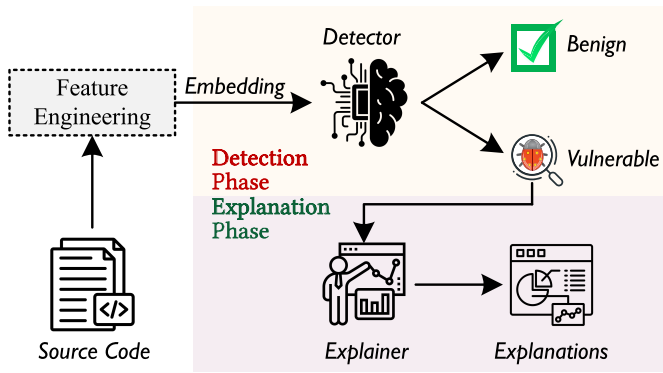 Detector
Benign
Feature
Engineering
Embedding
Detection
Phase
Vulnerable
Explanation
Phase
</>
Source Code
Explainer
Explanations